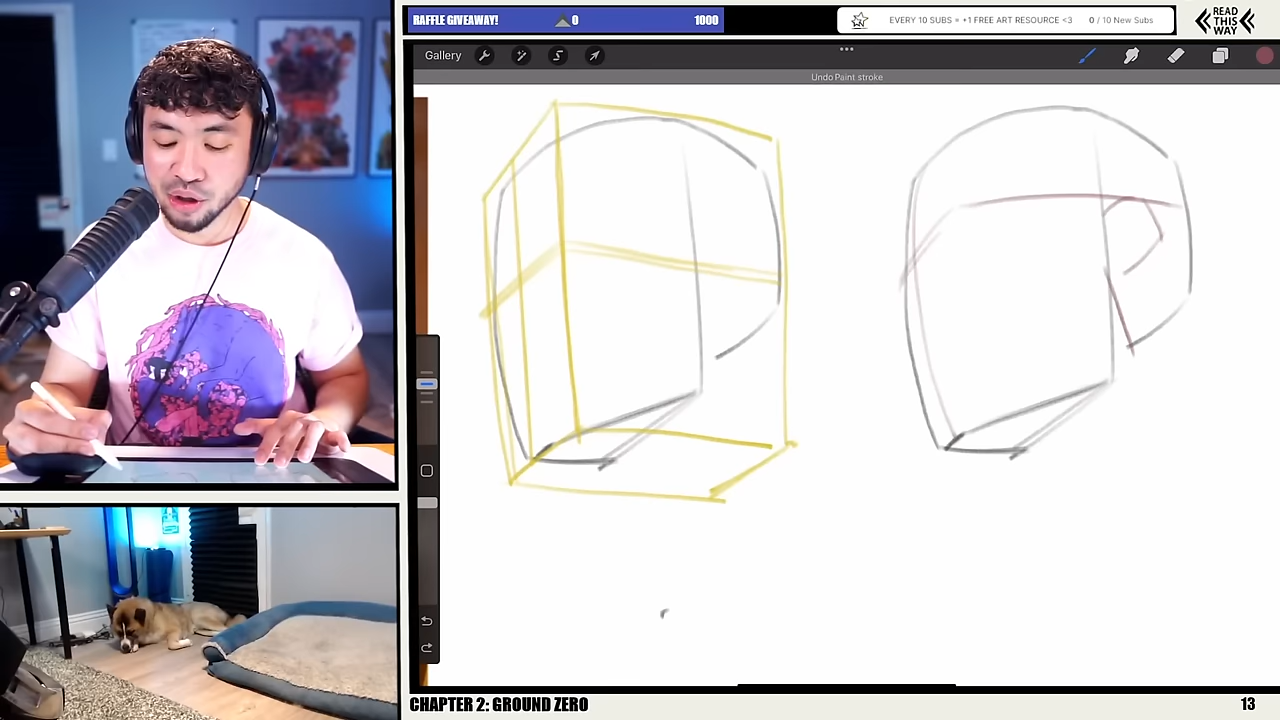 RAFFLE GIVEAWAY!
0
1000
EVERY 10 SUBS = +1 FREE ART RESOURCE <3
0 / 10 New Subs
READ
THIS
WAY
Gallery
Undo Paint stroke
CHAPTER 2: GROUND ZERO
13